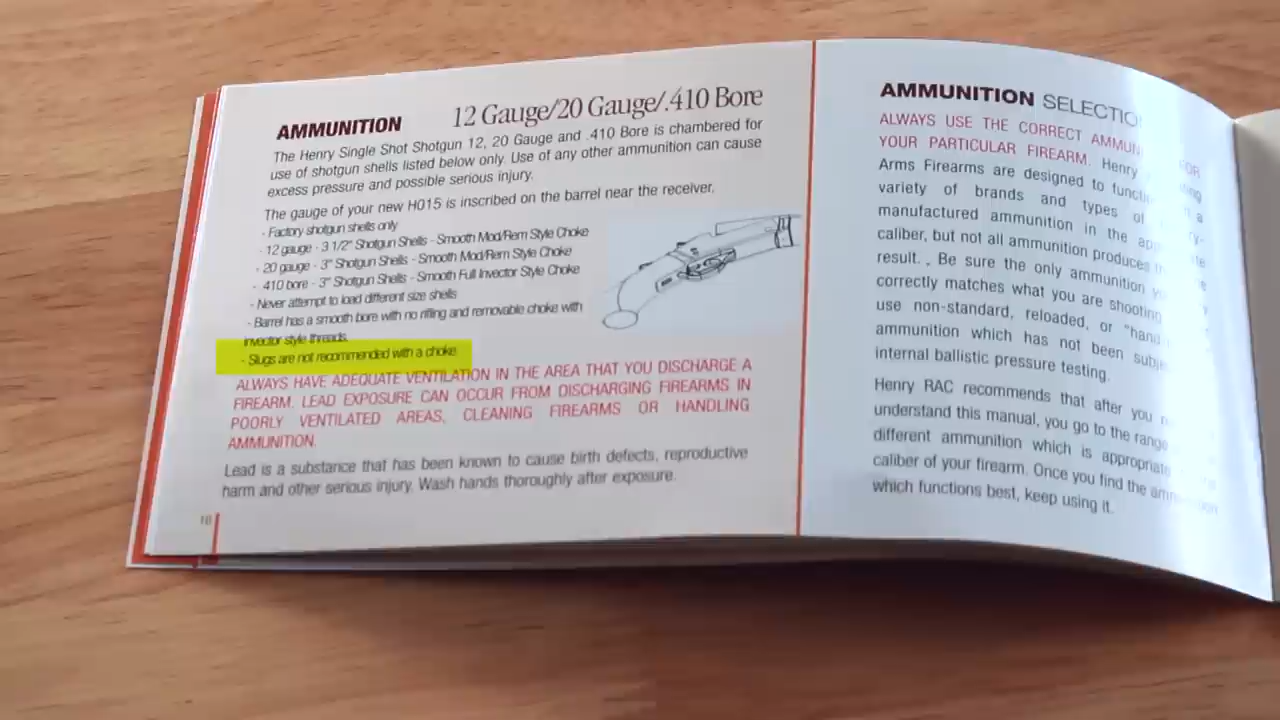 AMMUNITION 12 Gauge/20 Gauge/.410 Bore
The Henry Single Shot Shotgun 12, 20 Gauge and .410 Bore is chambered for
use of shotgun shells listed below only. Use of any other ammunition can cause
excess pressure and possible serious injury.
The gauge of your new H015 is inscribed on the barrel near the receiver.
- Factory shotgun shells only
- 12 gauge - 3 1/2" Shotgun Shells - Smooth Mod/Rem Style Choke
- 20 gauge - 3" Shotgun Shells - Smooth Mod/Rem Style Choke
- .410 bore - 3" Shotgun Shells - Smooth Full Invector Style Choke
- Never attempt to load different size shells
- Barrel has a smooth bore with no rifling and removable choke with
invector style threads.
- Slugs are not recommended with a choke.
ALWAYS HAVE ADEQUATE VENTILATION IN THE AREA THAT YOU DISCHARGE A
FIREARM. LEAD EXPOSURE CAN OCCUR FROM DISCHARGING FIREARMS IN
POORLY VENTILATED AREAS, CLEANING FIREARMS OR HANDLING
AMMUNITION.
Lead is a substance that has been known to cause birth defects, reproductive
harm and other serious injury. Wash hands thoroughly after exposure.
AMMUNITION
ALWAYS USE THE CORRECT
YOUR PARTICULAR FIREARM. Henry
Arms Firearms are designed to a
variety of brands and types of
manufactured ammunition in the
caliber, but not all ammunition produces
result. . Be sure the only ammunition
correctly matches what you are shooting
use non-standard, reloaded, or
ammunition which has not been
internal ballistic pressure testing.
Henry RAC recommends that after you
understand this manual, you go to the range
different ammunition which is appropriate
caliber of your firearm. Once you find the
which functions best, keep using it.